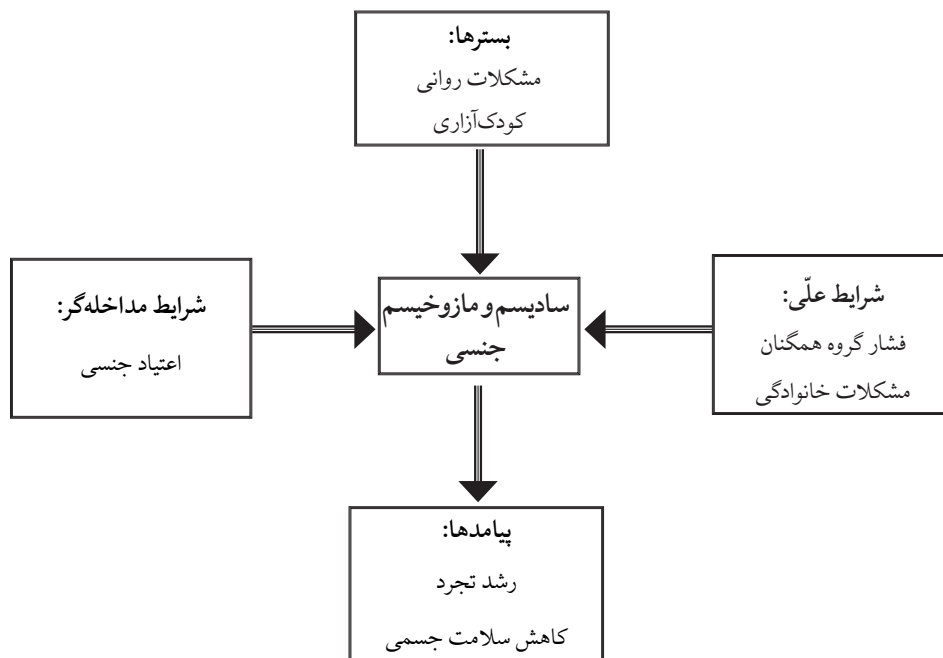 بسترها:
مشکلات روانی
کودک‌آزاری
شرایط علّی:
فشار گروه همگنان
مشکلات خانوادگی
سادیسم و مازوخیسم
جنسی
شرایط مداخله‌گر:
اعتیاد جنسی
پیامدها:
رشد تجرد
کاهش سلامت جسمی